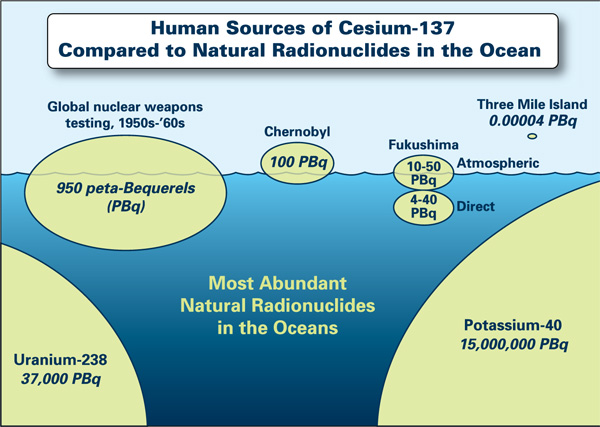 Human Sources of Cesium-137
Compared to Natural Radionuclides in the Ocean
Global nuclear weapons
testing, 1950s-'60s
950 peta-Bequerels
(PBq)
Chernobyl
100 PBq
Fukushima
10-50
PBq
Atmospheric
4-40
PBq
Direct
Three Mile Island
0.00004 PBq
Most Abundant
Natural Radionuclides
in the Oceans
Uranium-238
37,000 PBq
Potassium-40
15,000,000 PBq